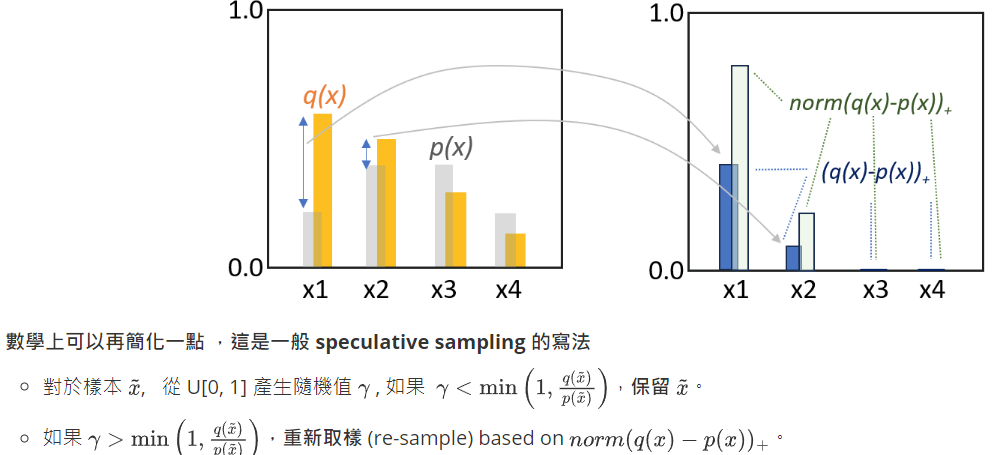 1.0
q(x)
p(x)
0.0
x1 x2 x3 x4
1.0
norm(q(x)-p(x))₊
(q(x)-p(x))₊
0.0
x1 x2 x3 x4
數學上可以再簡化一點 ，這是一般 speculative sampling 的寫法
對於樣本 x̃, 從 U[0, 1] 產生隨機值 γ , 如果 γ < min (1, q(x̃)/p(x̃))，保留 x̃。
如果 γ > min (1, q(x̃)/p(x̃))，重新取樣 (re-sample) based on norm(q(x) − p(x))₊ 。